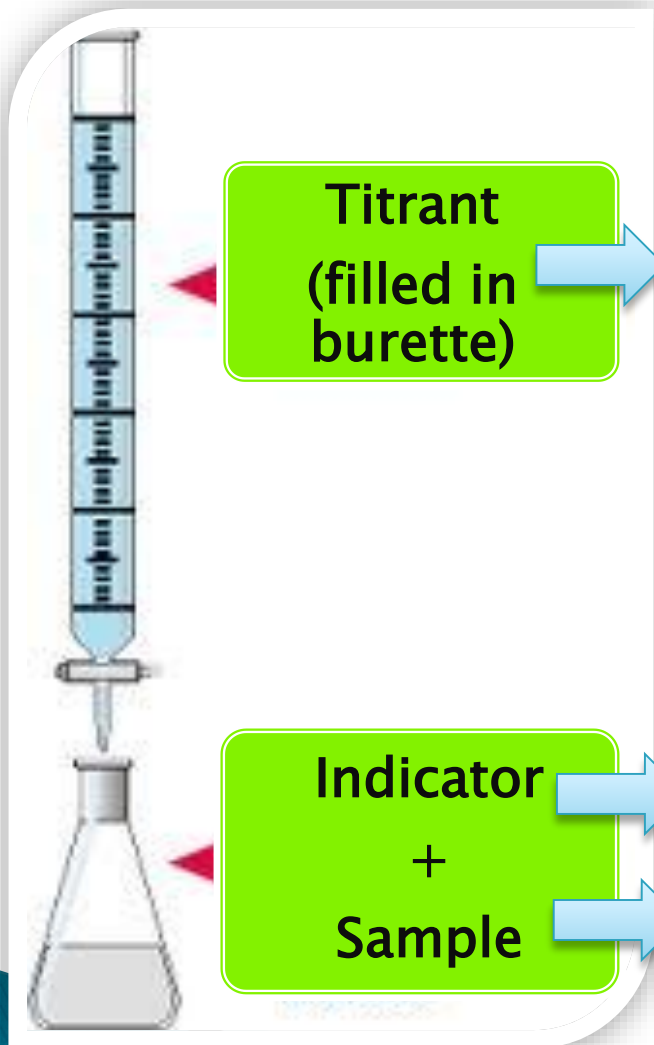 Titrant
(filled in
burette)
Indicator
+
Sample